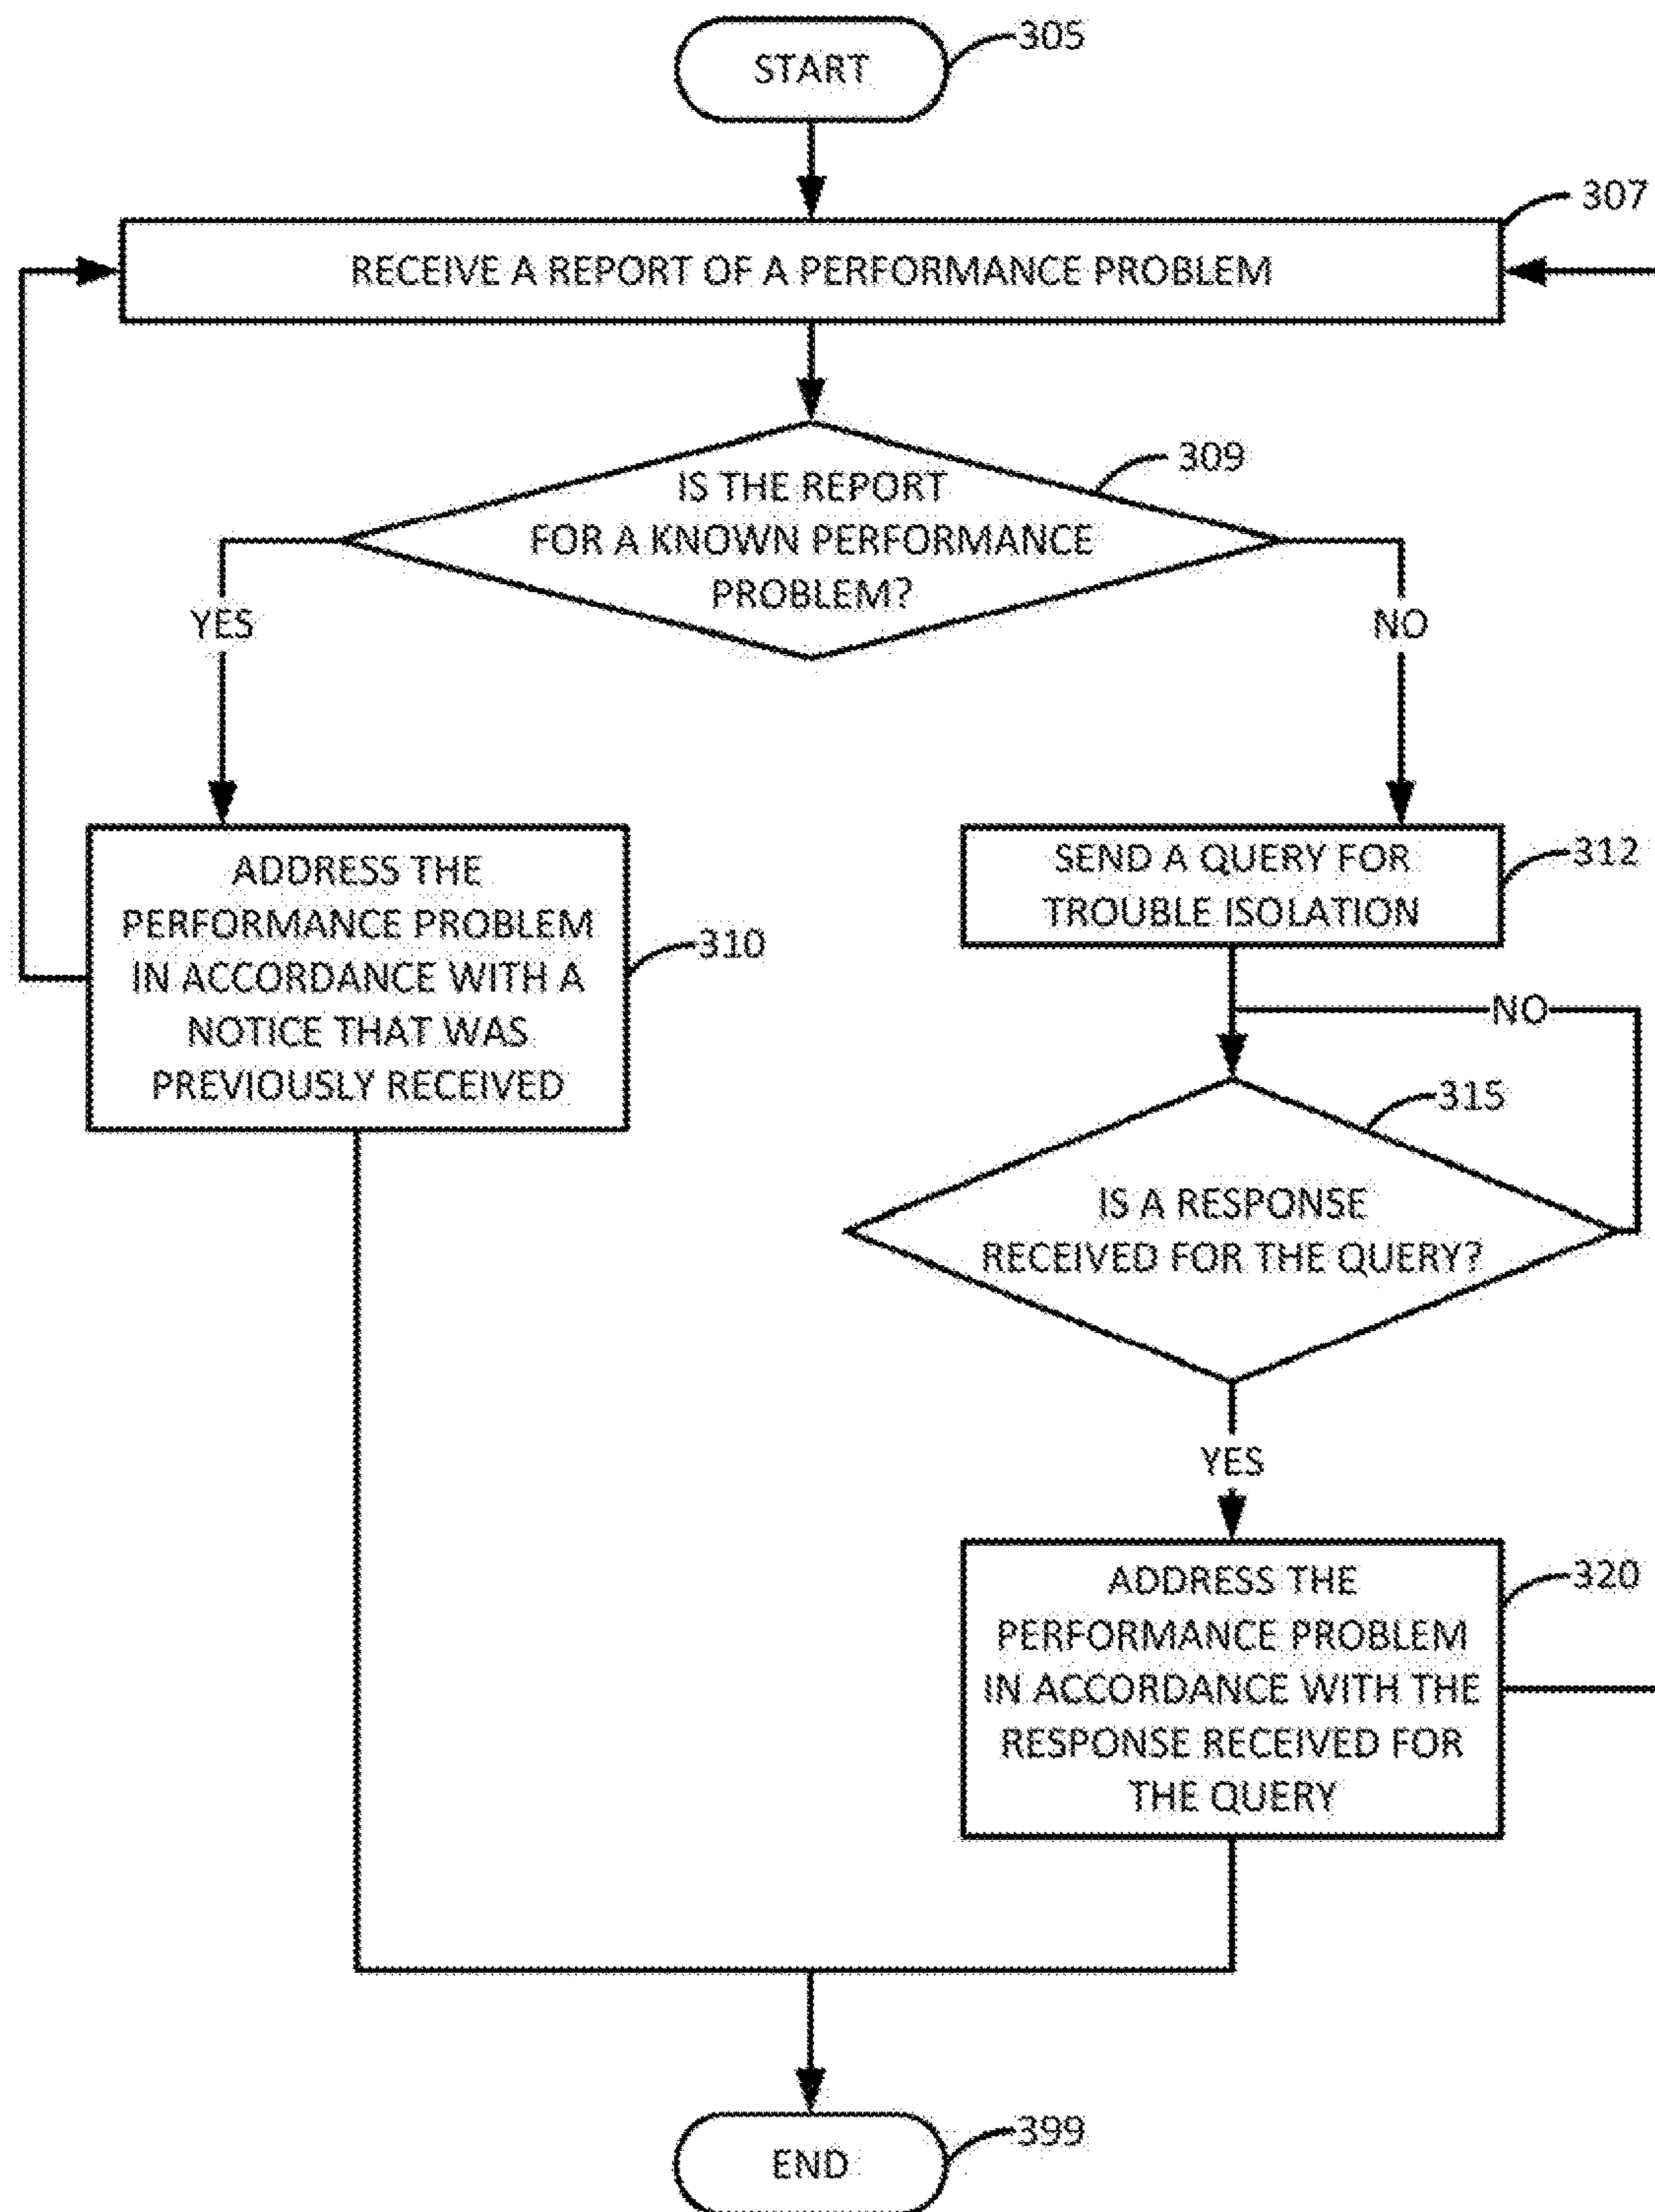 START
305
307
RECEIVE A REPORT OF A PERFORMANCE PROBLEM
309
IS THE REPORT
FOR A KNOWN PERFORMANCE
PROBLEM?
YES
NO
ADDRESS THE
PERFORMANCE PROBLEM
IN ACCORDANCE WITH A
NOTICE THAT WAS
PREVIOUSLY RECEIVED
310
SEND A QUERY FOR
TROUBLE ISOLATION
312
NO
315
IS A RESPONSE
RECEIVED FOR THE QUERY?
YES
ADDRESS THE
PERFORMANCE PROBLEM
IN ACCORDANCE WITH THE
RESPONSE RECEIVED FOR
THE QUERY
320
END
399